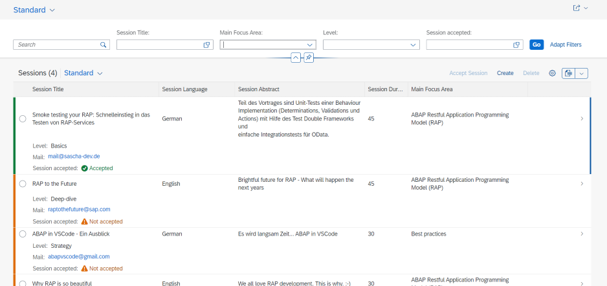 Standard
Session Title:
Main Focus Area:
Level:
Session accepted:
Search
Go
Adapt Filters
Sessions (4)
Standard
Accept Session
Create
Delete
Session Title
Session Language
Session Abstract
Session Dur...
Main Focus Area
Smoke testing your RAP: Schnelleinstieg in das
Testen von RAP-Services
German
Teil des Vortrages sind Unit-Tests einer Behaviour
Implementation (Determinations, Validations und
Actions) mit Hilfe des Test Double Frameworks
und
einfache Integrationstests für OData.
45
ABAP Restful Application Programming
Model (RAP)
Level: Basics
Mail: mail@sascha-dev.de
Session accepted: Accepted
RAP to the Future
English
Brightful future for RAP - What will happen the
next years
45
ABAP Restful Application Programming
Model (RAP)
Level: Deep-dive
Mail: raptothefuture@sap.com
Session accepted: Not accepted
ABAP in VSCode - Ein Ausblick
German
Es wird langsam Zeit... ABAP in VSCode
30
Best practices
Level: Strategy
Mail: abapvscode@gmail.com
Session accepted: Not accepted
Why RAP is so beautiful
English
We all love RAP development. This is why. :-)
30
ABAP Restful Application Programming